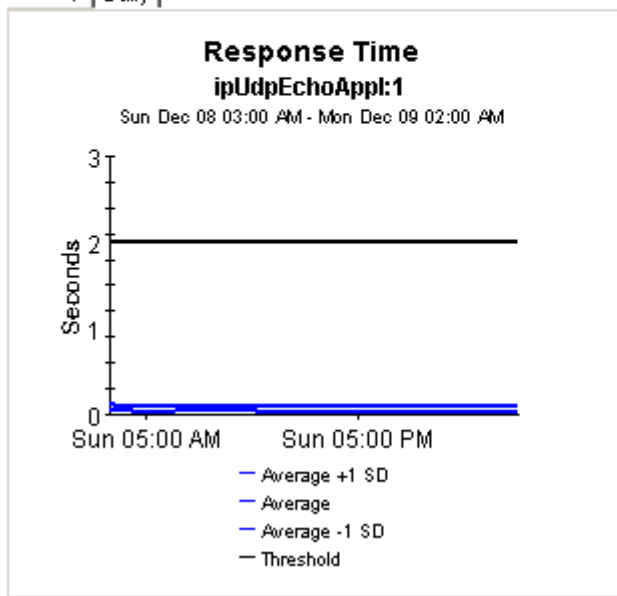 Daily
Response Time
ipUdpEchoAppl:1
Sun Dec 08 03:00 AM - Mon Dec 09 02:00 AM
3
2
1
0
Seconds
Sun 05:00 AM
Sun 05:00 PM
Average +1 SD
Average
Average -1 SD
Threshold